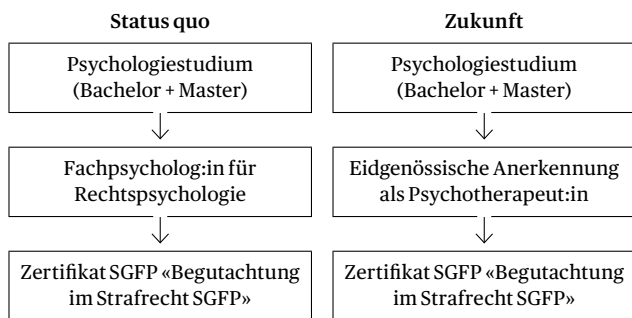 Status quo
Psychologiestudium
(Bachelor + Master)
Fachpsycholog:in für
Rechtspsychologie
Zertifikat SGFP «Begutachtung
im Strafrecht SGFP»
Zukunft
Psychologiestudium
(Bachelor + Master)
Eidgenössische Anerkennung
als Psychotherapeut:in
Zertifikat SGFP «Begutachtung
im Strafrecht SGFP»